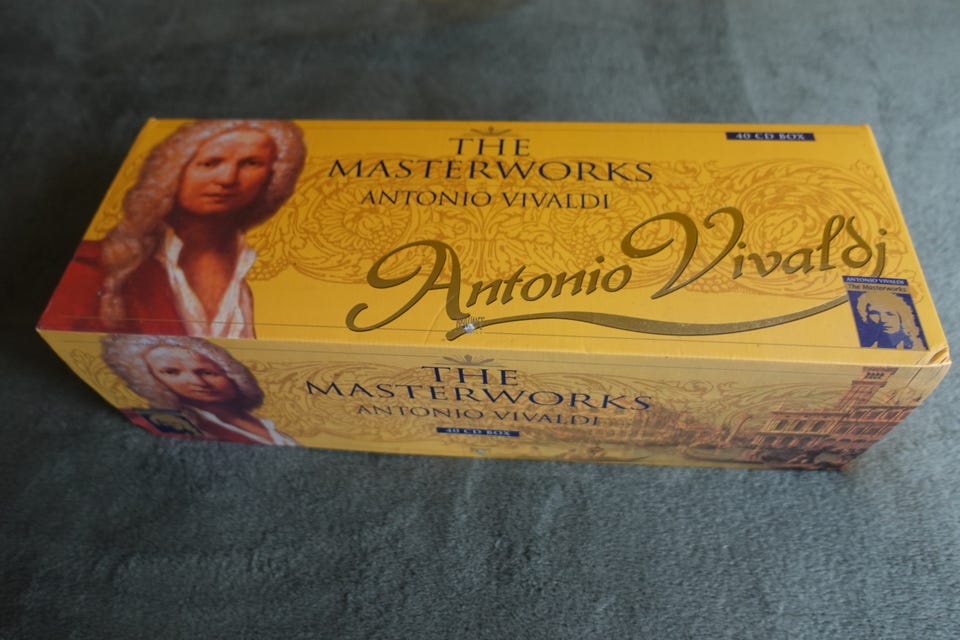 40 CD BOX
THE
MASTERWORKS
ANTONIO VIVALDI
Antonio Vivaldi
ANTONIO VIVALDI
The Masterworks
THE
MASTERWORKS
ANTONIO VIVALDI
40 CD BOX